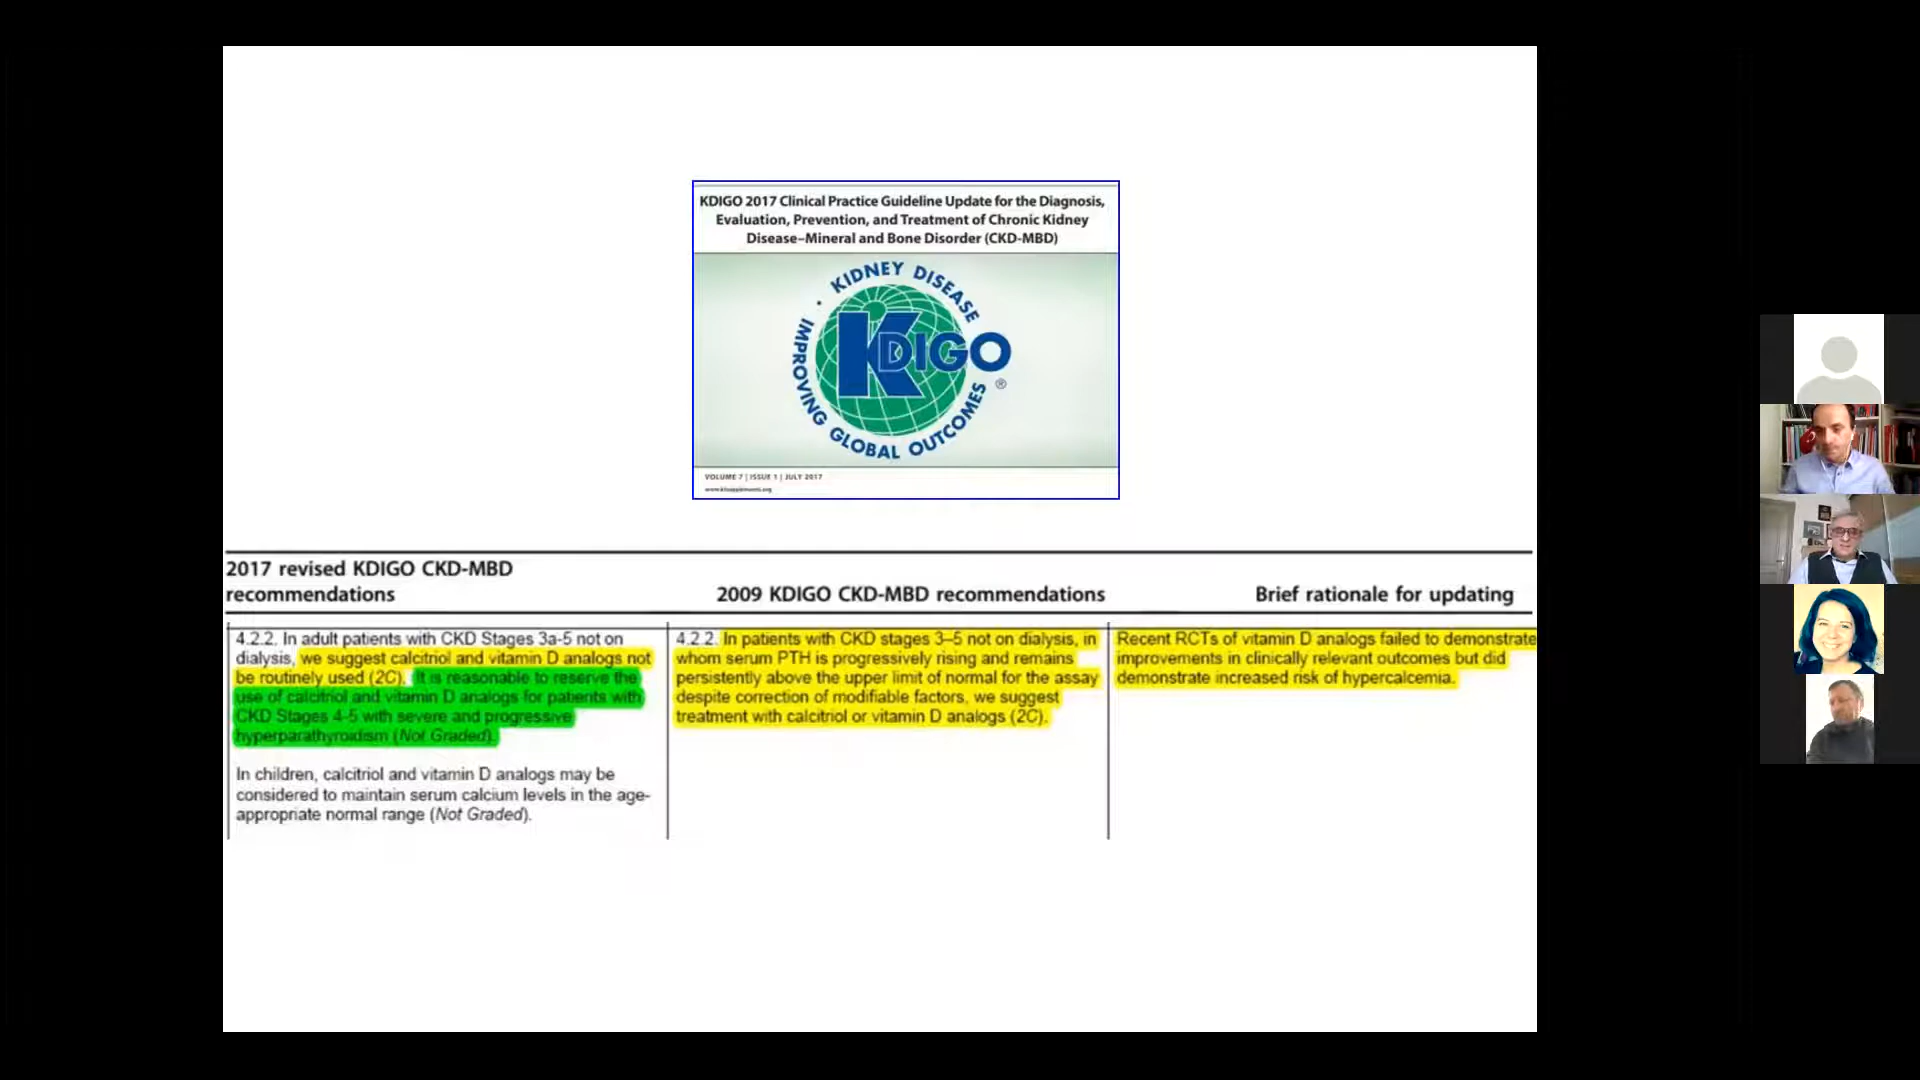 KDIGO 2017 Clinical Practice Guideline Update for the Diagnosis,
Evaluation, Prevention, and Treatment of Chronic Kidney
Disease–Mineral and Bone Disorder (CKD-MBD)
· KIDNEY DISEASE
IMPROVING GLOBAL OUTCOMES
KDIGO
®
VOLUME 7 | ISSUE 1 | JULY 2017
www.kisupplements.org
2017 revised KDIGO CKD-MBD
recommendations
2009 KDIGO CKD-MBD recommendations
Brief rationale for updating
4.2.2. In adult patients with CKD Stages 3a-5 not on
dialysis, we suggest calcitriol and vitamin D analogs not
be routinely used (2C). It is reasonable to reserve the
use of calcitriol and vitamin D analogs for patients with
CKD Stages 4-5 with severe and progressive
hyperparathyroidism (Not Graded).
In children, calcitriol and vitamin D analogs may be
considered to maintain serum calcium levels in the age-
appropriate normal range (Not Graded).
4.2.2. In patients with CKD stages 3–5 not on dialysis, in
whom serum PTH is progressively rising and remains
persistently above the upper limit of normal for the assay
despite correction of modifiable factors, we suggest
treatment with calcitriol or vitamin D analogs (2C).
Recent RCTs of vitamin D analogs failed to demonstrate
improvements in clinically relevant outcomes but did
demonstrate increased risk of hypercalcemia.